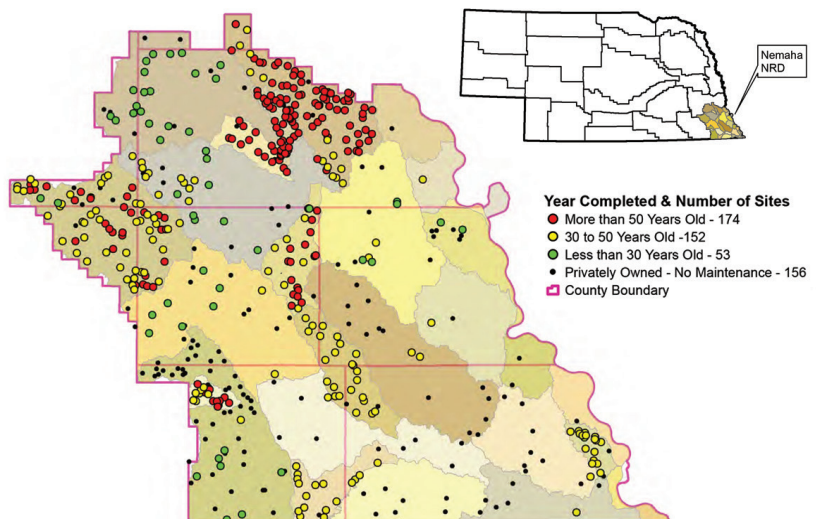 Nemaha
NRD
Year Completed & Number of Sites
More than 50 Years Old - 174
30 to 50 Years Old -152
Less than 30 Years Old - 53
Privately Owned - No Maintenance - 156
County Boundary